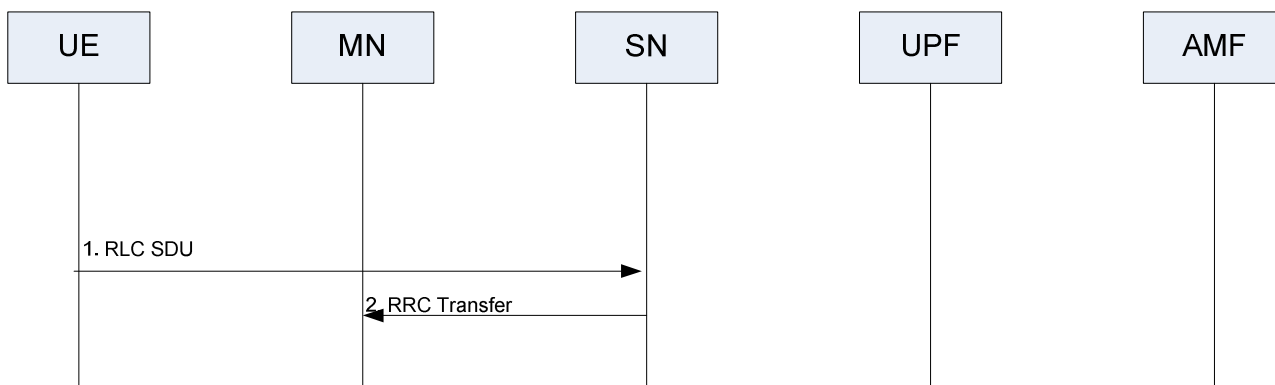 UE
MN
SN
UPF
AMF
1. RLC SDU
2. RRC Transfer